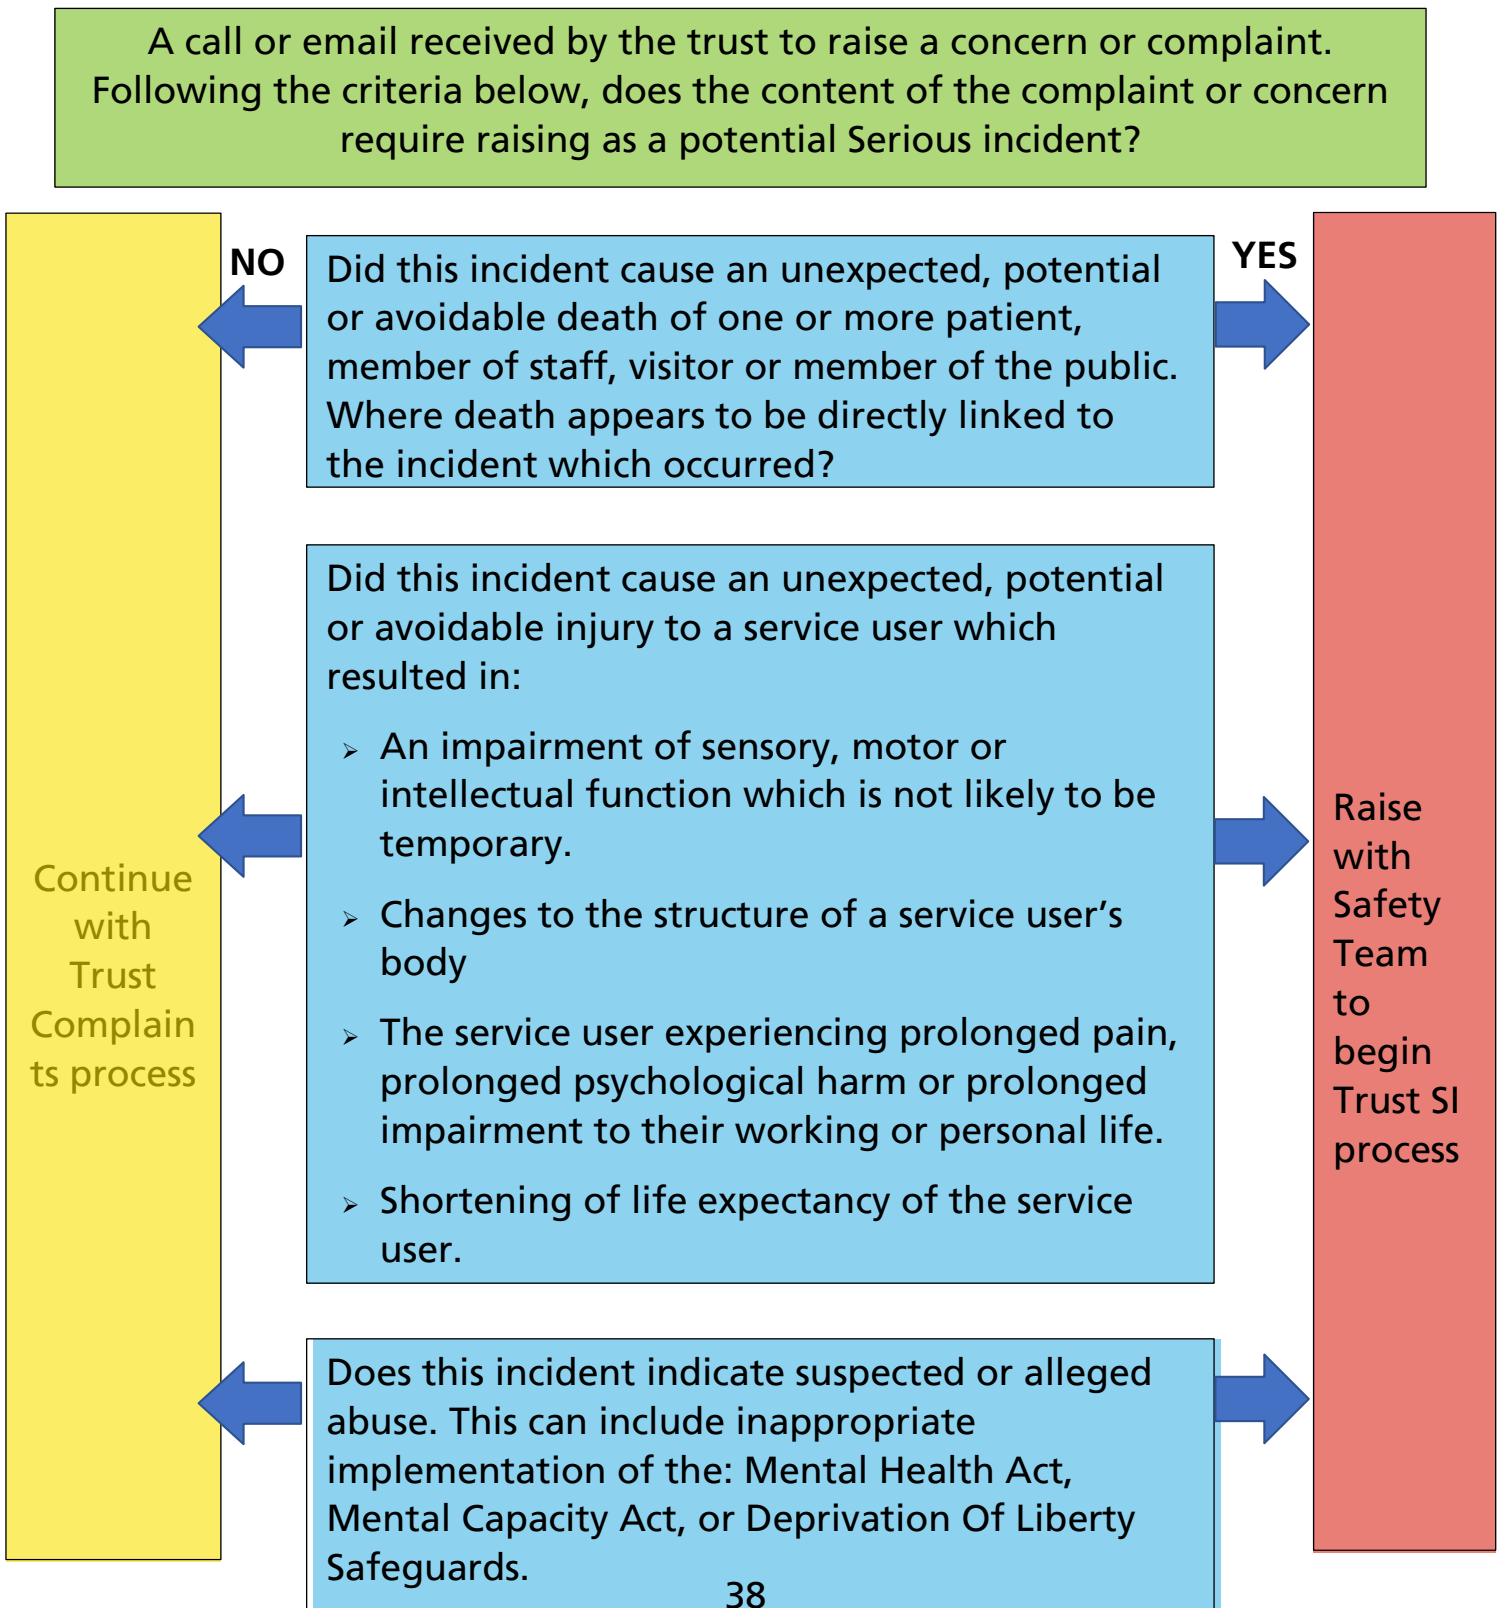 A call or email received by the trust to raise a concern or complaint.
Following the criteria below, does the content of the complaint or concern
require raising as a potential Serious incident?
NO
YES
Did this incident cause an unexpected, potential
or avoidable death of one or more patient,
member of staff, visitor or member of the public.
Where death appears to be directly linked to
the incident which occurred?
Did this incident cause an unexpected, potential
or avoidable injury to a service user which
resulted in:
➢ An impairment of sensory, motor or
intellectual function which is not likely to be
temporary.
➢ Changes to the structure of a service user’s
body
➢ The service user experiencing prolonged pain,
prolonged psychological harm or prolonged
impairment to their working or personal life.
➢ Shortening of life expectancy of the service
user.
Does this incident indicate suspected or alleged
abuse. This can include inappropriate
implementation of the: Mental Health Act,
Mental Capacity Act, or Deprivation Of Liberty
Safeguards.
Continue
with
Trust
Complain
ts process
Raise
with
Safety
Team
to
begin
Trust SI
process
38